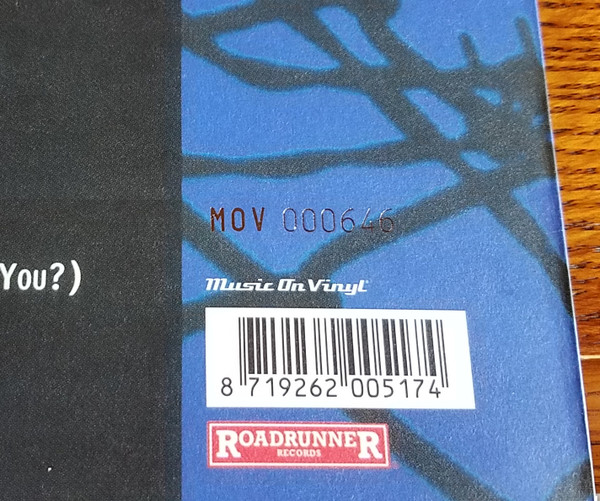 MOV 000646
You?)
Music On Vinyl
8 719262 005174
ROADRUNNER
RECORDS